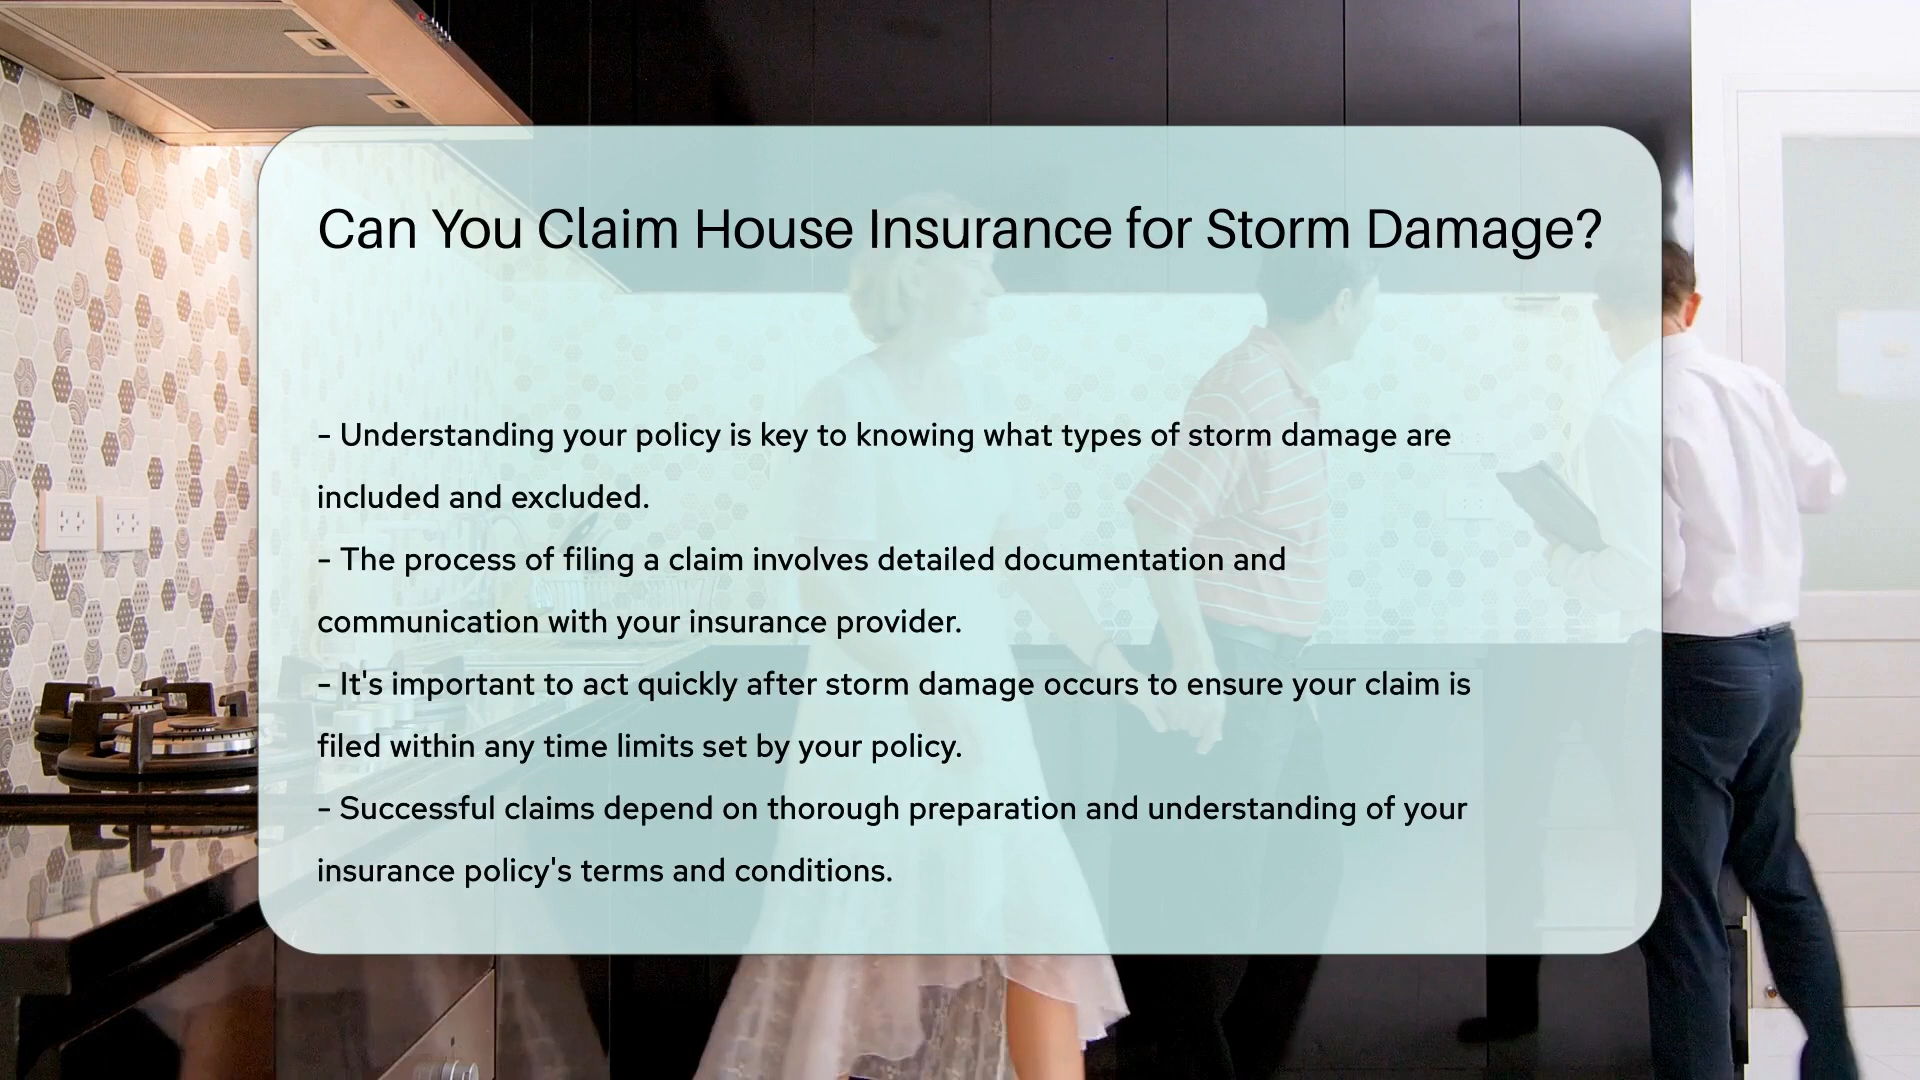 Can You Claim House Insurance for Storm Damage?
- Understanding your policy is key to knowing what types of storm damage are
included and excluded.
- The process of filing a claim involves detailed documentation and
communication with your insurance provider.
- It's important to act quickly after storm damage occurs to ensure your claim is
filed within any time limits set by your policy.
- Successful claims depend on thorough preparation and understanding of your
insurance policy's terms and conditions.